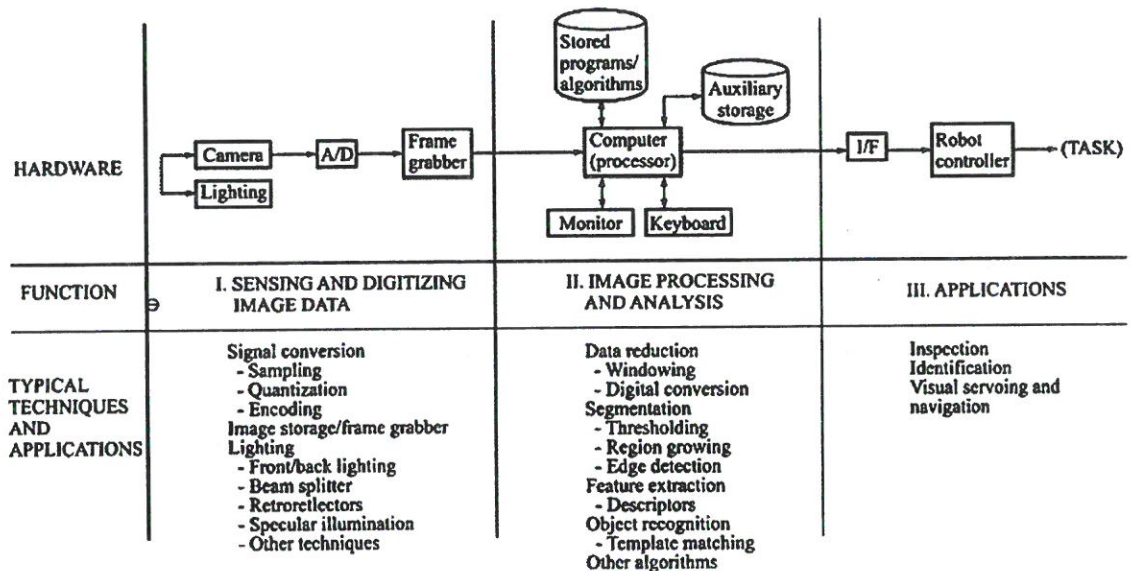 Stored
programs/
algorithms
Auxiliary
storage
HARDWARE
Camera
A/D
Frame
grabber
Computer
(processor)
I/F
Robot
controller
(TASK)
Lighting
Monitor
Keyboard
FUNCTION
I. SENSING AND DIGITIZING
IMAGE DATA
II. IMAGE PROCESSING
AND ANALYSIS
III. APPLICATIONS
TYPICAL
TECHNIQUES
AND
APPLICATIONS
Signal conversion
- Sampling
- Quantization
- Encoding
Image storage/frame grabber
Lighting
- Front/back lighting
- Beam splitter
- Retroreflectors
- Specular illumination
- Other techniques
Data reduction
- Windowing
- Digital conversion
Segmentation
- Thresholding
- Region growing
- Edge detection
Feature extraction
- Descriptors
Object recognition
- Template matching
Other algorithms
Inspection
Identification
Visual servoing and
navigation